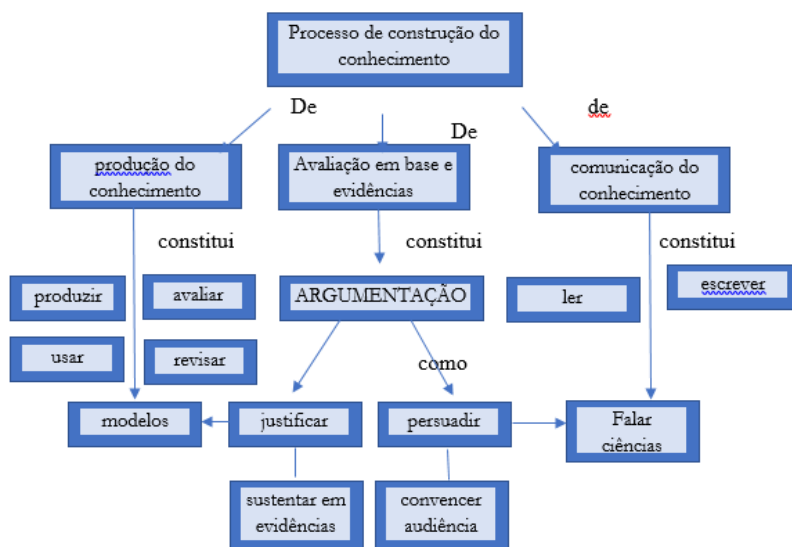 Processo de construção do
conhecimento
De
De
de
produção do
conhecimento
Avaliação em base e
evidências
comunicação do
conhecimento
constitui
constitui
constitui
produzir
avaliar
ARGUMENTAÇÃO
ler
escrever
usar
revisar
como
modelos
justificar
persuadir
Falar
ciências
sustentar em
evidências
convencer
audiência